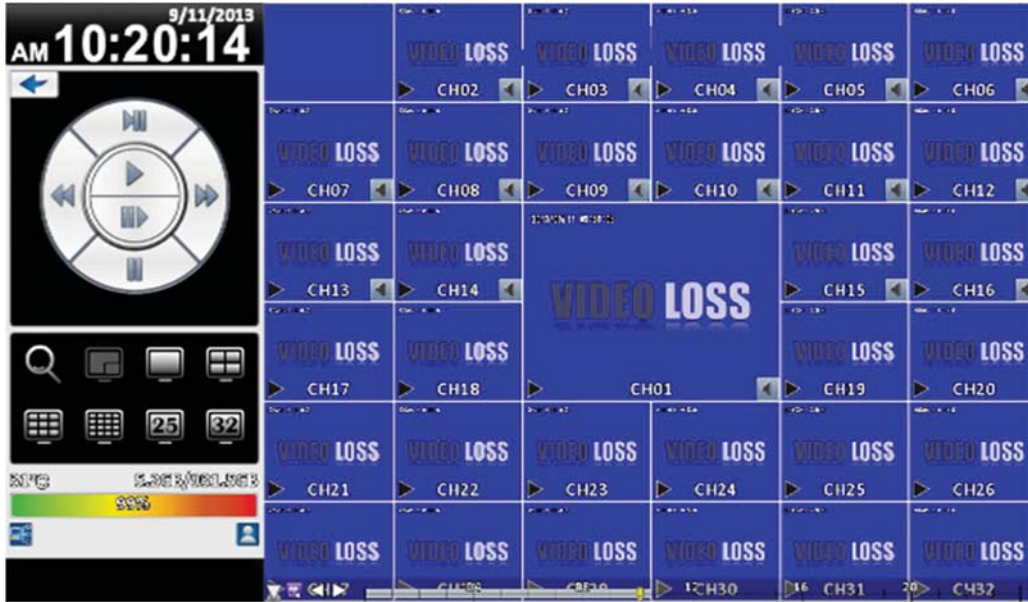 9/11/2013
AM 10:20:14
VIDEO LOSS VIDEO LOSS VIDEO LOSS VIDEO LOSS VIDEO LOSS
CH02 CH03 CH04 CH05 CH06
VIDEO LOSS VIDEO LOSS VIDEO LOSS VIDEO LOSS VIDEO LOSS VIDEO LOSS
CH07 CH08 CH09 CH10 CH11 CH12
VIDEO LOSS VIDEO LOSS VIDEO LOSS VIDEO LOSS
CH13 CH14 CH15 CH16
VIDEO LOSS
CH01
VIDEO LOSS VIDEO LOSS VIDEO LOSS VIDEO LOSS
CH17 CH18 CH19 CH20
25 32
VIDEO LOSS VIDEO LOSS VIDEO LOSS VIDEO LOSS VIDEO LOSS VIDEO LOSS
CH21 CH22 CH23 CH24 CH25 CH26
99%
VIDEO LOSS VIDEO LOSS VIDEO LOSS VIDEO LOSS VIDEO LOSS VIDEO LOSS
12 CH30 16 CH31 20 CH32